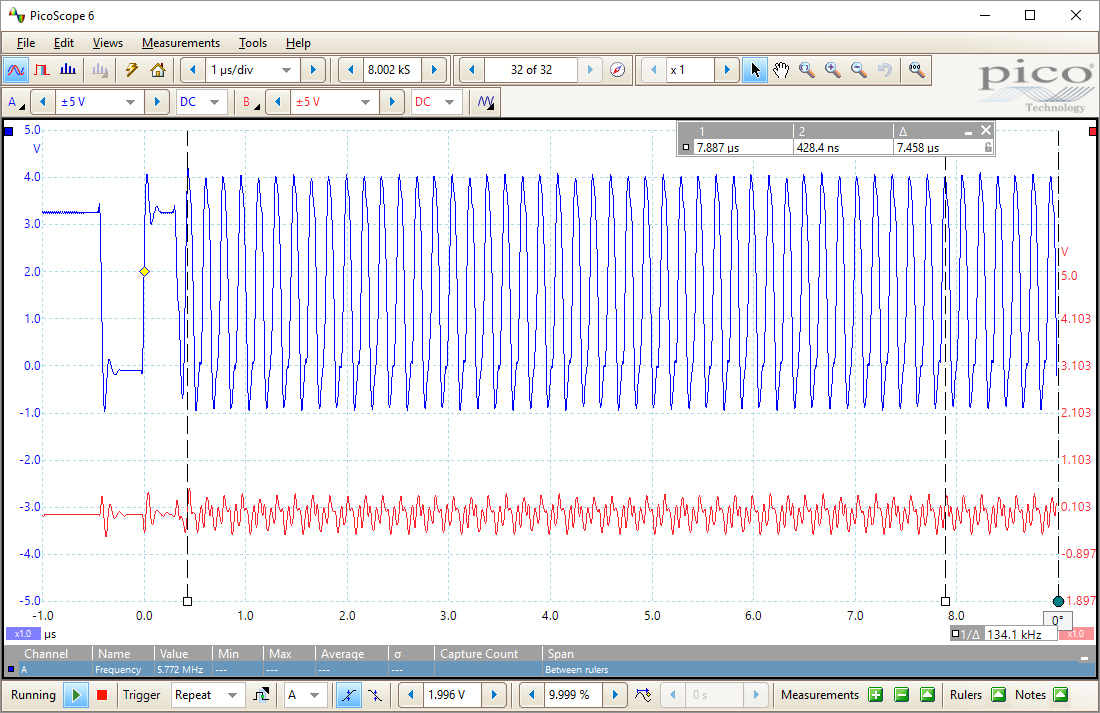 PicoScope 6
File Edit Views Measurements Tools Help
1 µs/div 8.002 kS 32 of 32 x 1
pico
Technology
A ±5 V DC B ±5 V DC
1 2 Δ
7.887 µs 428.4 ns 7.458 µs
5.0
V
4.0
3.0
2.0
1.0
0.0
-1.0
-2.0
-3.0
-4.0
-5.0
V
5.0
4.103
3.103
2.103
1.103
0.103
-0.897
-1.897
-1.0 0.0 1.0 2.0 3.0 4.0 5.0 6.0 7.0 8.0 0°
x1.0 µs 1/Δ 134.1 kHz x1.0
Channel Name Value Min Max Average σ Capture Count Span
A Frequency 5.772 MHz --- --- --- --- Between rulers
Running Trigger Repeat A 1.996 V 9.999 % 0 s Measurements Rulers Notes